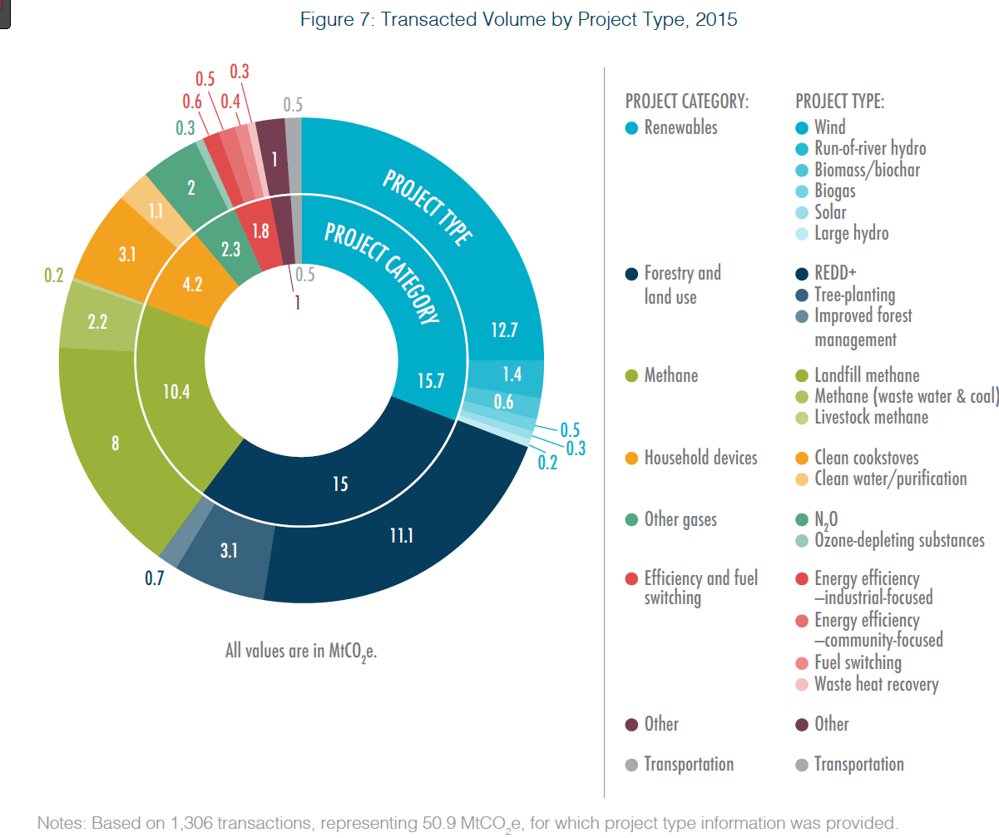 Figure 7: Transacted Volume by Project Type, 2015
0.5
0.3
0.5
0.6
0.4
0.3
1
2
1.1
3.1
0.2
2.2
8
0.7
3.1
11.1
0.2
0.3
0.5
0.6
1.4
12.7
PROJECT TYPE
PROJECT CATEGORY
15.7
15
10.4
4.2
2.3
1.8
1
0.5
All values are in MtCO₂e.
PROJECT CATEGORY:
Renewables
Forestry and
land use
Methane
Household devices
Other gases
Efficiency and fuel
switching
Other
Transportation
PROJECT TYPE:
Wind
Run-of-river hydro
Biomass/biochar
Biogas
Solar
Large hydro
REDD+
Tree-planting
Improved forest
management
Landfill methane
Methane (waste water & coal)
Livestock methane
Clean cookstoves
Clean water/purification
N₂O
Ozone-depleting substances
Energy efficiency
–industrial-focused
Energy efficiency
–community-focused
Fuel switching
Waste heat recovery
Other
Transportation
Notes: Based on 1,306 transactions, representing 50.9 MtCO₂e, for which project type information was provided.